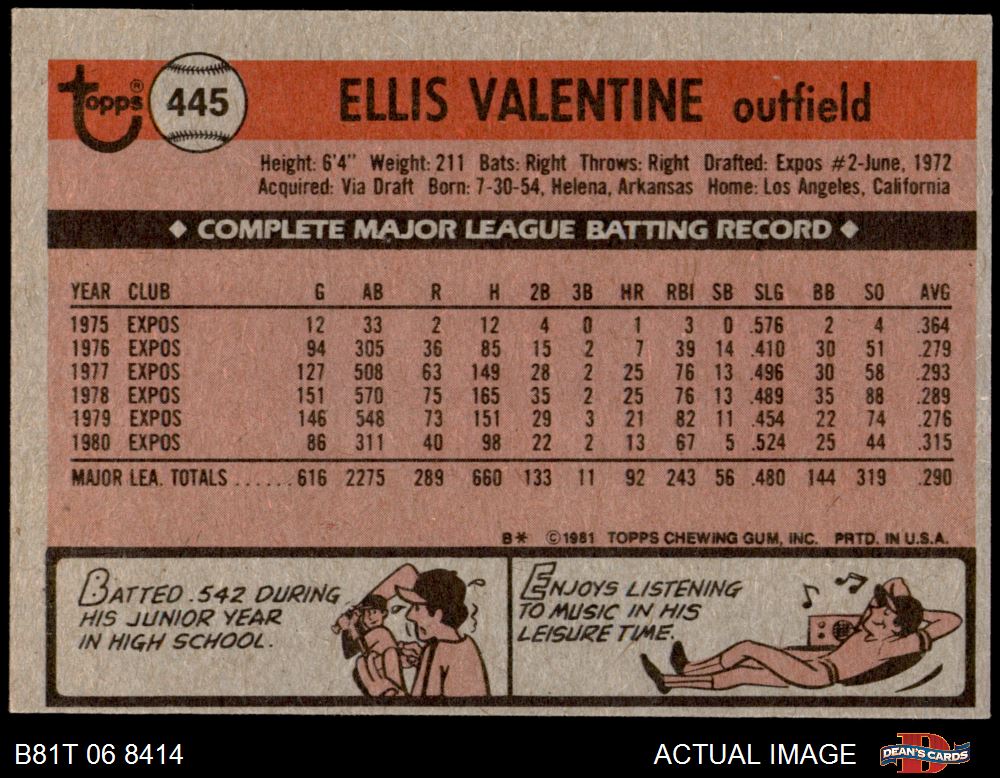 Topps®
445
ELLIS VALENTINE outfield
Height: 6'4" Weight: 211 Bats: Right Throws: Right Drafted: Expos #2-June, 1972
Acquired: Via Draft Born: 7-30-54, Helena, Arkansas Home: Los Angeles, California
◆ COMPLETE MAJOR LEAGUE BATTING RECORD ◆
YEAR CLUB G AB R H 2B 3B HR RBI SB SLG BB SO AVG
1975 EXPOS 12 33 2 12 4 0 1 3 0 .576 2 4 .364
1976 EXPOS 94 305 36 85 15 2 7 39 14 .410 30 51 .279
1977 EXPOS 127 508 63 149 28 2 25 76 13 .496 30 58 .293
1978 EXPOS 151 570 75 165 35 2 25 76 13 .489 35 88 .289
1979 EXPOS 146 548 73 151 29 3 21 82 11 .454 22 74 .276
1980 EXPOS 86 311 40 98 22 2 13 67 5 .524 25 44 .315
MAJOR LEA. TOTALS ......616 2275 289 660 133 11 92 243 56 .480 144 319 .290
B* ©1981 TOPPS CHEWING GUM, INC. PRTD. IN U.S.A.
BATTED .542 DURING
HIS JUNIOR YEAR
IN HIGH SCHOOL.
ENJOYS LISTENING
TO MUSIC IN HIS
LEISURE TIME.
B81T 06 8414
ACTUAL IMAGE
D
DEAN'S CARDS